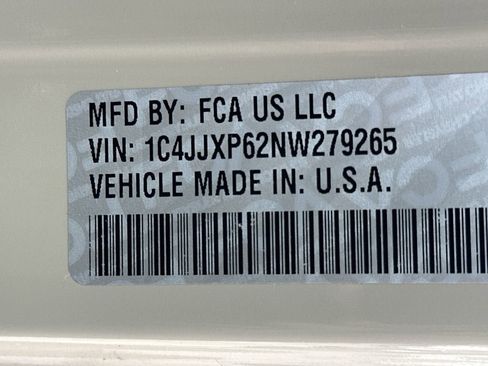 MFD BY: FCA US LLC
VIN: 1C4JJXP62NW279265
VEHICLE MADE IN: U.S.A.